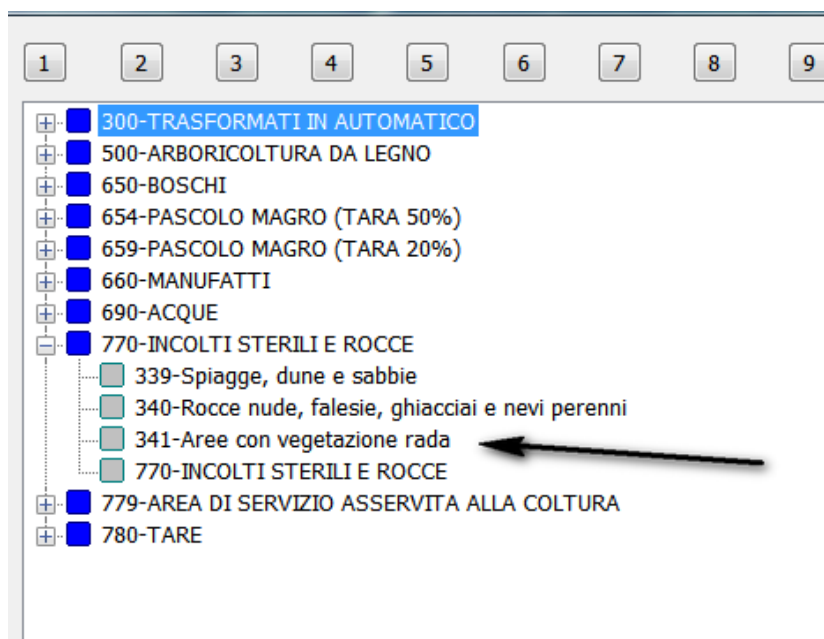 1 2 3 4 5 6 7 8 9
300-TRASFORMATI IN AUTOMATICO
500-ARBORICOLTURA DA LEGNO
650-BOSCHI
654-PASCOLO MAGRO (TARA 50%)
659-PASCOLO MAGRO (TARA 20%)
660-MANUFATTI
690-ACQUE
770-INCOLTI STERILI E ROCCE
339-Spiagge, dune e sabbie
340-Rocce nude, falesie, ghiacciai e nevi perenni
341-Aree con vegetazione rada
770-INCOLTI STERILI E ROCCE
779-AREA DI SERVIZIO ASSERVITA ALLA COLTURA
780-TARE